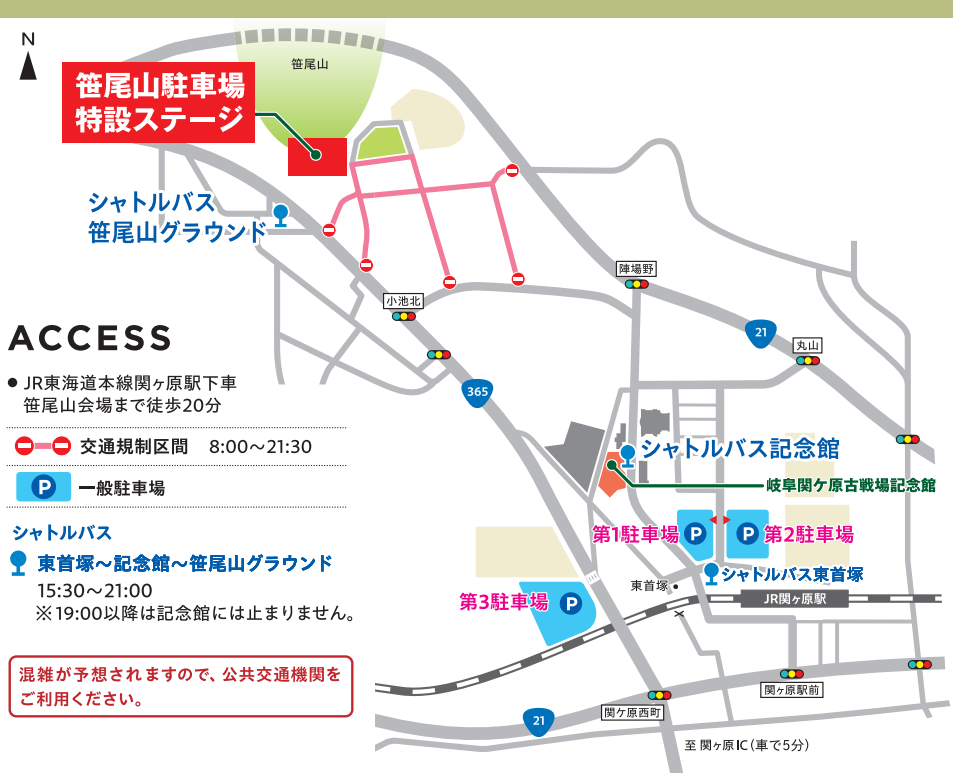 N
笹尾山
笹尾山駐車場
特設ステージ
シャトルバス
笹尾山グラウンド
陣場野
小池北
21
丸山
365
ACCESS
● JR東海道本線関ヶ原駅下車
笹尾山会場まで徒歩20分
交通規制区間 8:00〜21:30
P 一般駐車場
シャトルバス
東首塚〜記念館〜笹尾山グラウンド
15:30〜21:00
※19:00以降は記念館には止まりません。
混雑が予想されますので、公共交通機関を
ご利用ください。
シャトルバス記念館
岐阜関ケ原古戦場記念館
第1駐車場 P
P 第2駐車場
シャトルバス東首塚
東首塚
第3駐車場 P
JR関ヶ原駅
関ヶ原駅前
関ケ原西町
21
至 関ヶ原IC（車で5分）